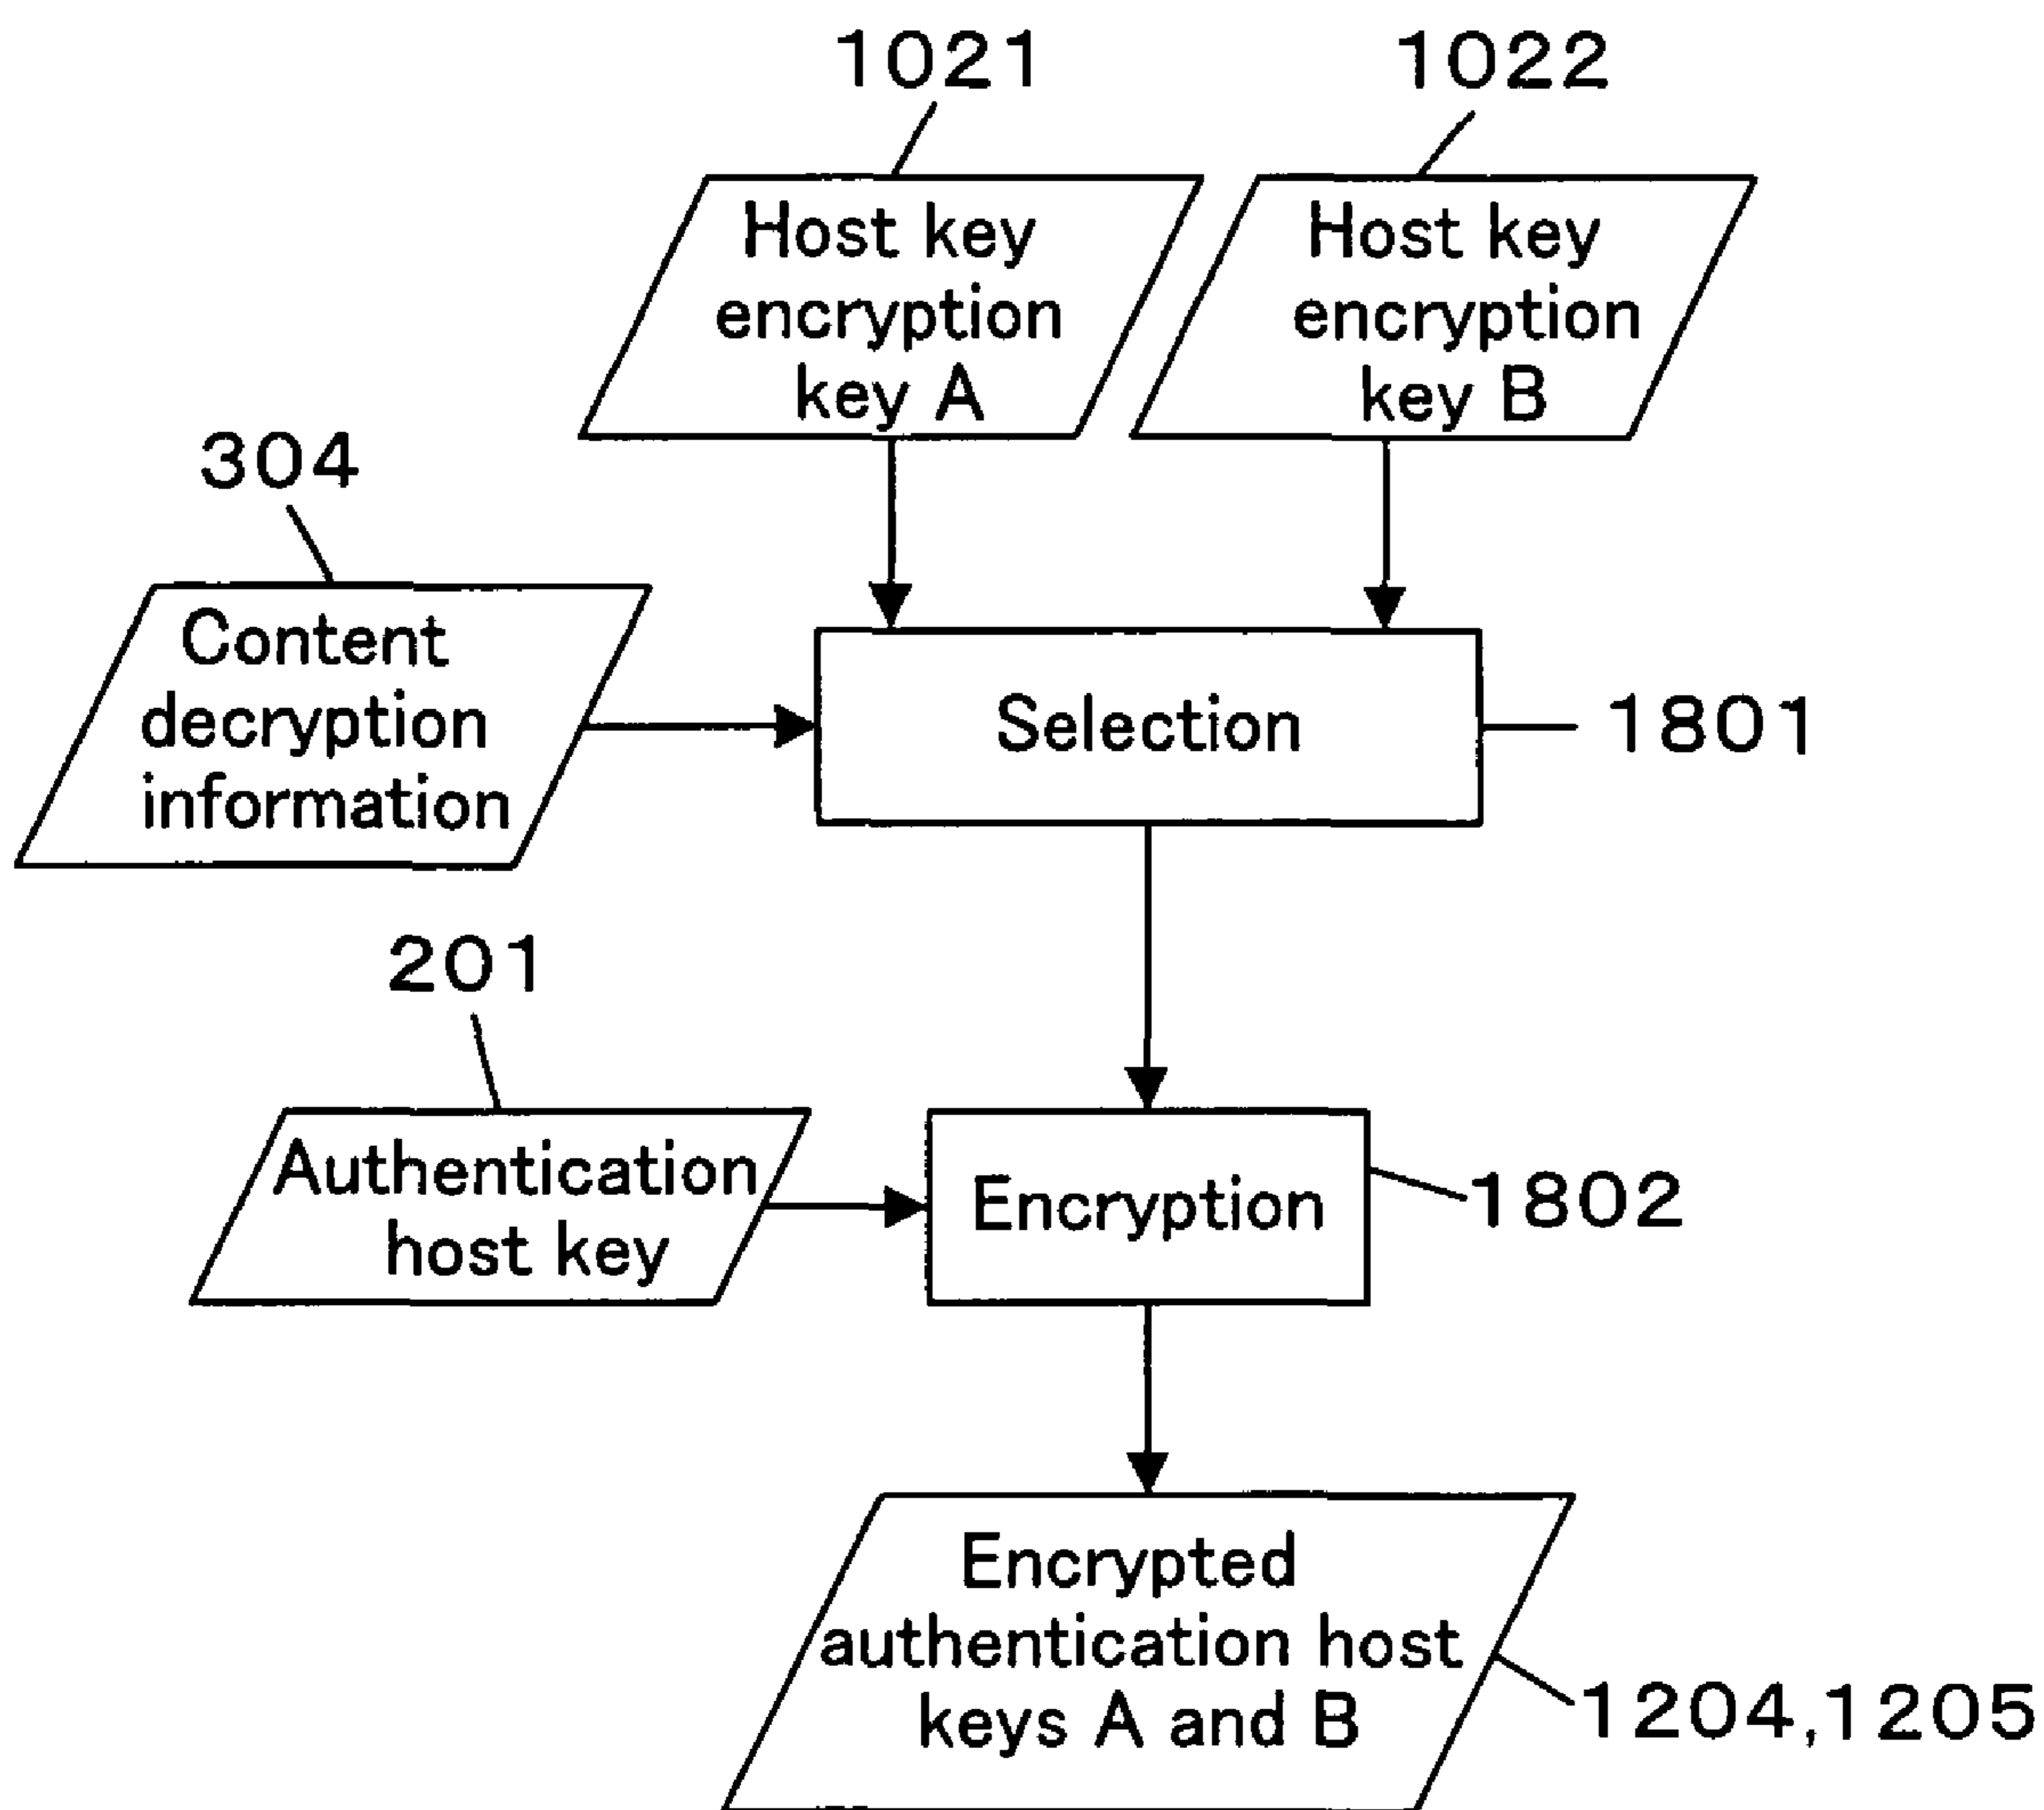 1021
1022
Host key
encryption
key A
Host key
encryption
key B
304
Content
decryption
information
Selection
1801
201
Authentication
host key
Encryption
1802
Encrypted
authentication host
keys A and B
1204,1205